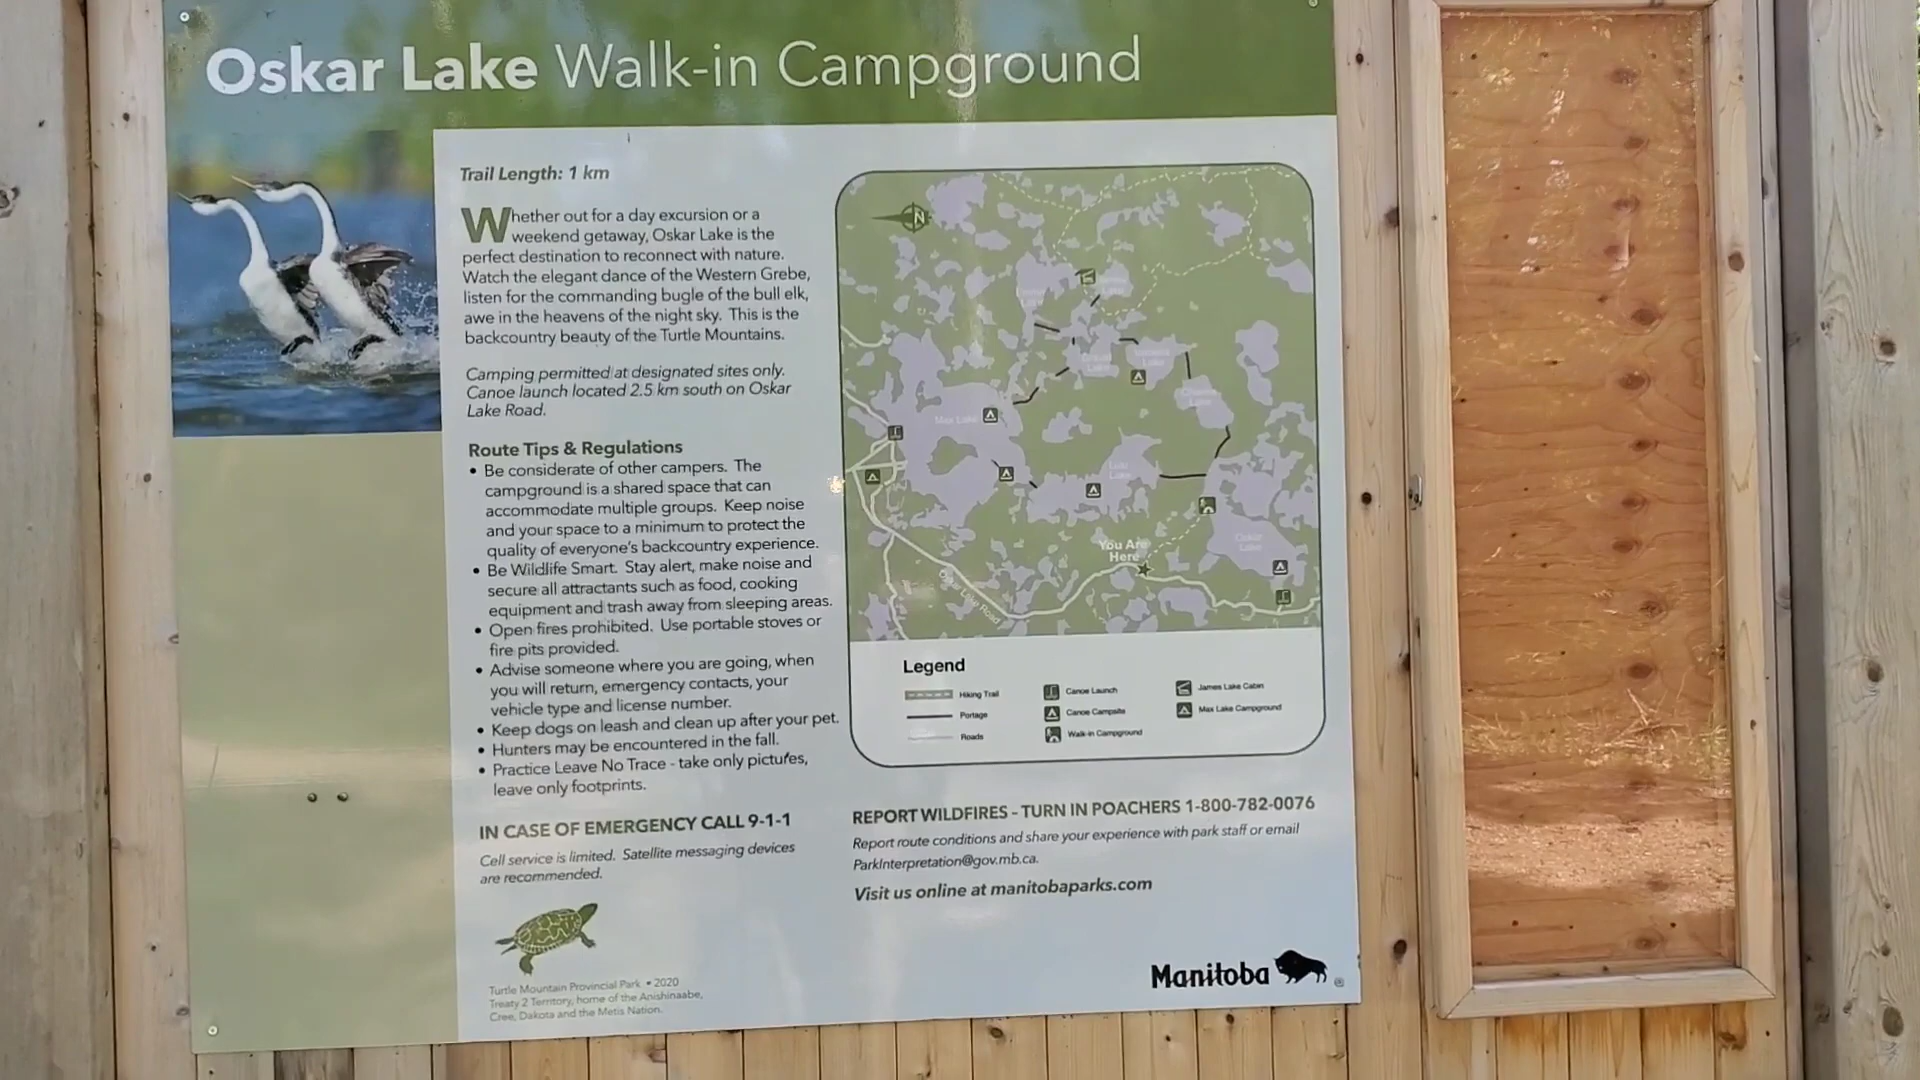 Oskar Lake Walk-in Campground
Trail Length: 1 km
Whether out for a day excursion or a
weekend getaway, Oskar Lake is the
perfect destination to reconnect with nature.
Watch the elegant dance of the Western Grebe,
listen for the commanding bugle of the bull elk,
awe in the heavens of the night sky. This is the
backcountry beauty of the Turtle Mountains.
Camping permitted at designated sites only.
Canoe launch located 2.5 km south on Oskar
Lake Road.
Route Tips & Regulations
• Be considerate of other campers. The
campground is a shared space that can
accommodate multiple groups. Keep noise
and your space to a minimum to protect the
quality of everyone's backcountry experience.
• Be Wildlife Smart. Stay alert, make noise and
secure all attractants such as food, cooking
equipment and trash away from sleeping areas.
• Open fires prohibited. Use portable stoves or
fire pits provided.
• Advise someone where you are going, when
you will return, emergency contacts, your
vehicle type and license number.
• Keep dogs on leash and clean up after your pet.
• Hunters may be encountered in the fall.
• Practice Leave No Trace - take only pictures,
leave only footprints.
IN CASE OF EMERGENCY CALL 9-1-1
Cell service is limited. Satellite messaging devices
are recommended.
Turtle Mountain Provincial Park • 2020
Treaty 2 Territory, home of the Anishinaabe,
Cree, Dakota and the Metis Nation.
N
Max Lake
Lake
Lake
Oskar
Lake
You Are
Here
Lake Road
Legend
Hiking Trail
Portage
Roads
Canoe Launch
Canoe Campsite
Walk-in Campground
James Lake Cabin
Max Lake Campground
REPORT WILDFIRES - TURN IN POACHERS 1-800-782-0076
Report route conditions and share your experience with park staff or email
ParkInterpretation@gov.mb.ca.
Visit us online at manitobaparks.com
Manitoba